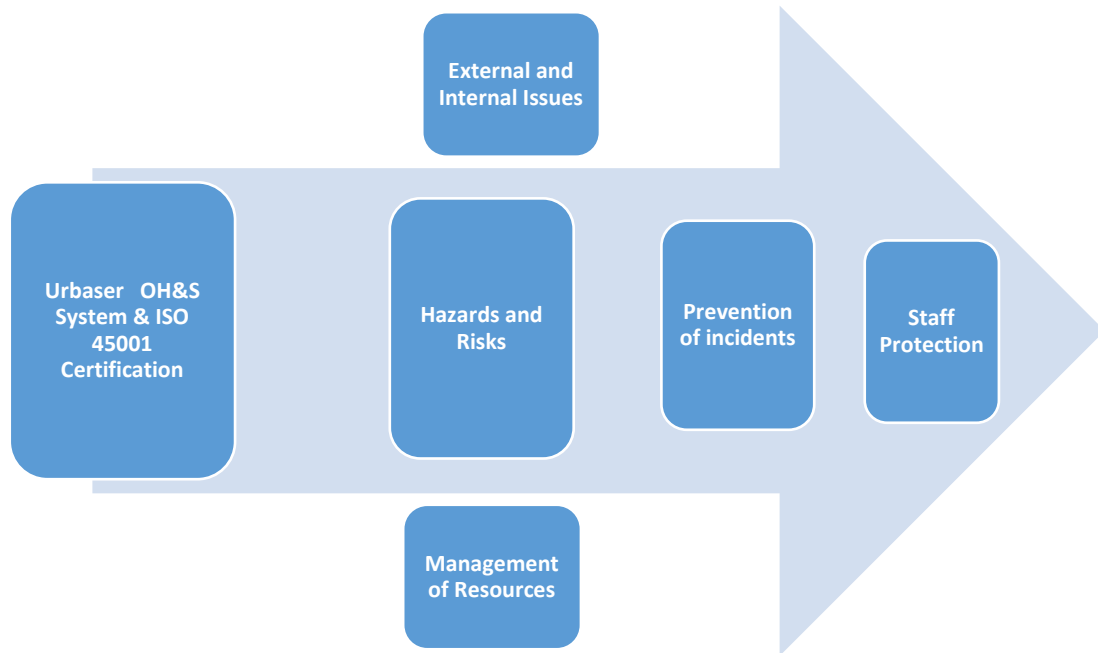 External and
Internal Issues
Urbaser OH&S
System & ISO
45001
Certification
Hazards and
Risks
Prevention
of incidents
Staff
Protection
Management
of Resources